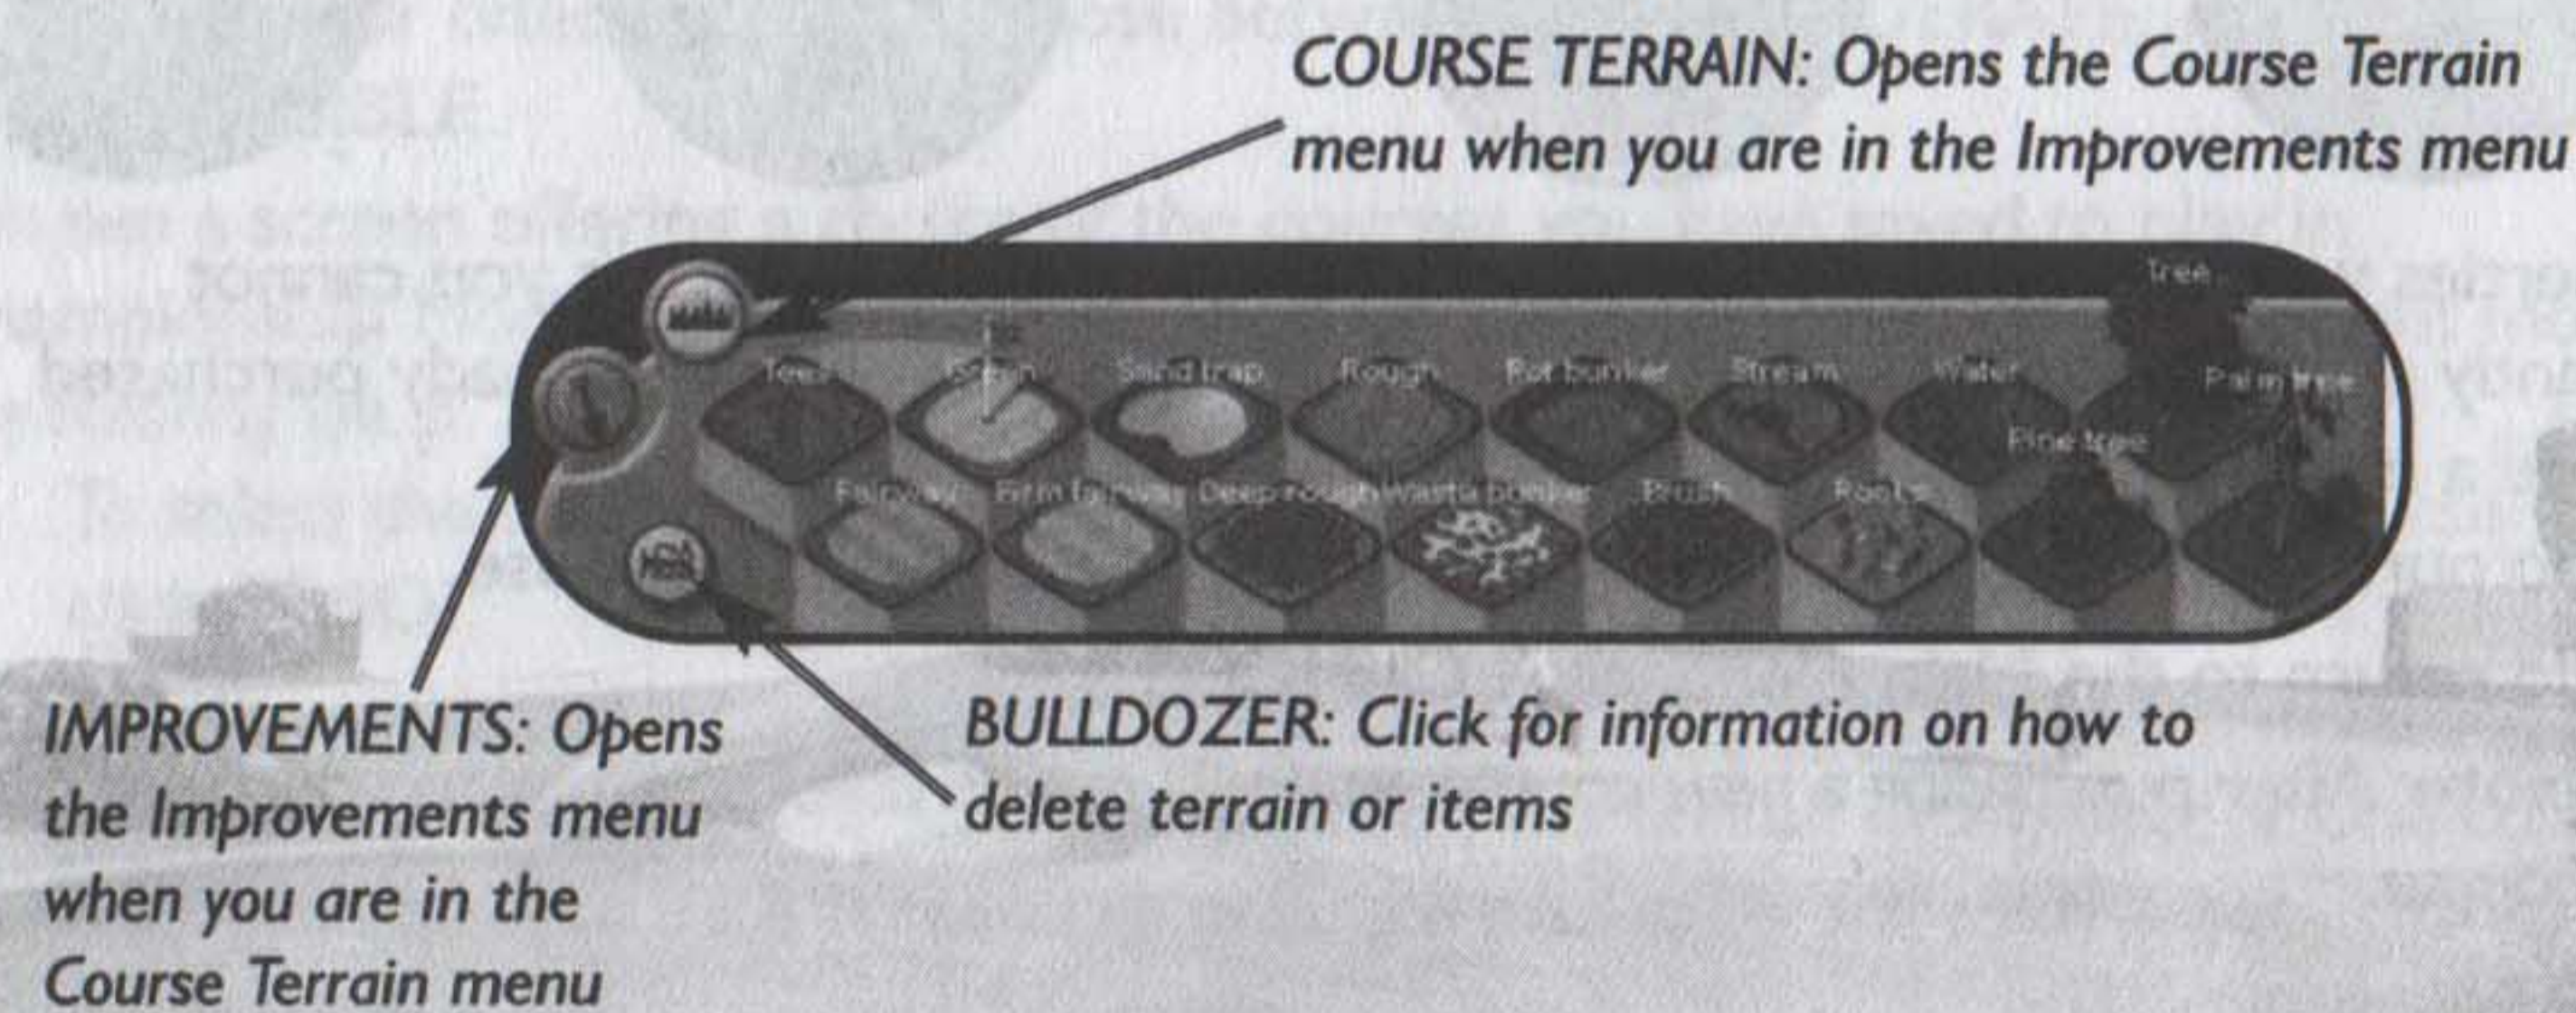 COURSE TERRAIN: Opens the Course Terrain
menu when you are in the Improvements menu
Tree
Tees Green Sand trap Rough Pot bunker Stream Water Palm tree
Pine tree
Fairway Firm fairway Deep rough Waste bunker Brush Rocks
IMPROVEMENTS: Opens
the Improvements menu
when you are in the
Course Terrain menu
BULLDOZER: Click for information on how to
delete terrain or items